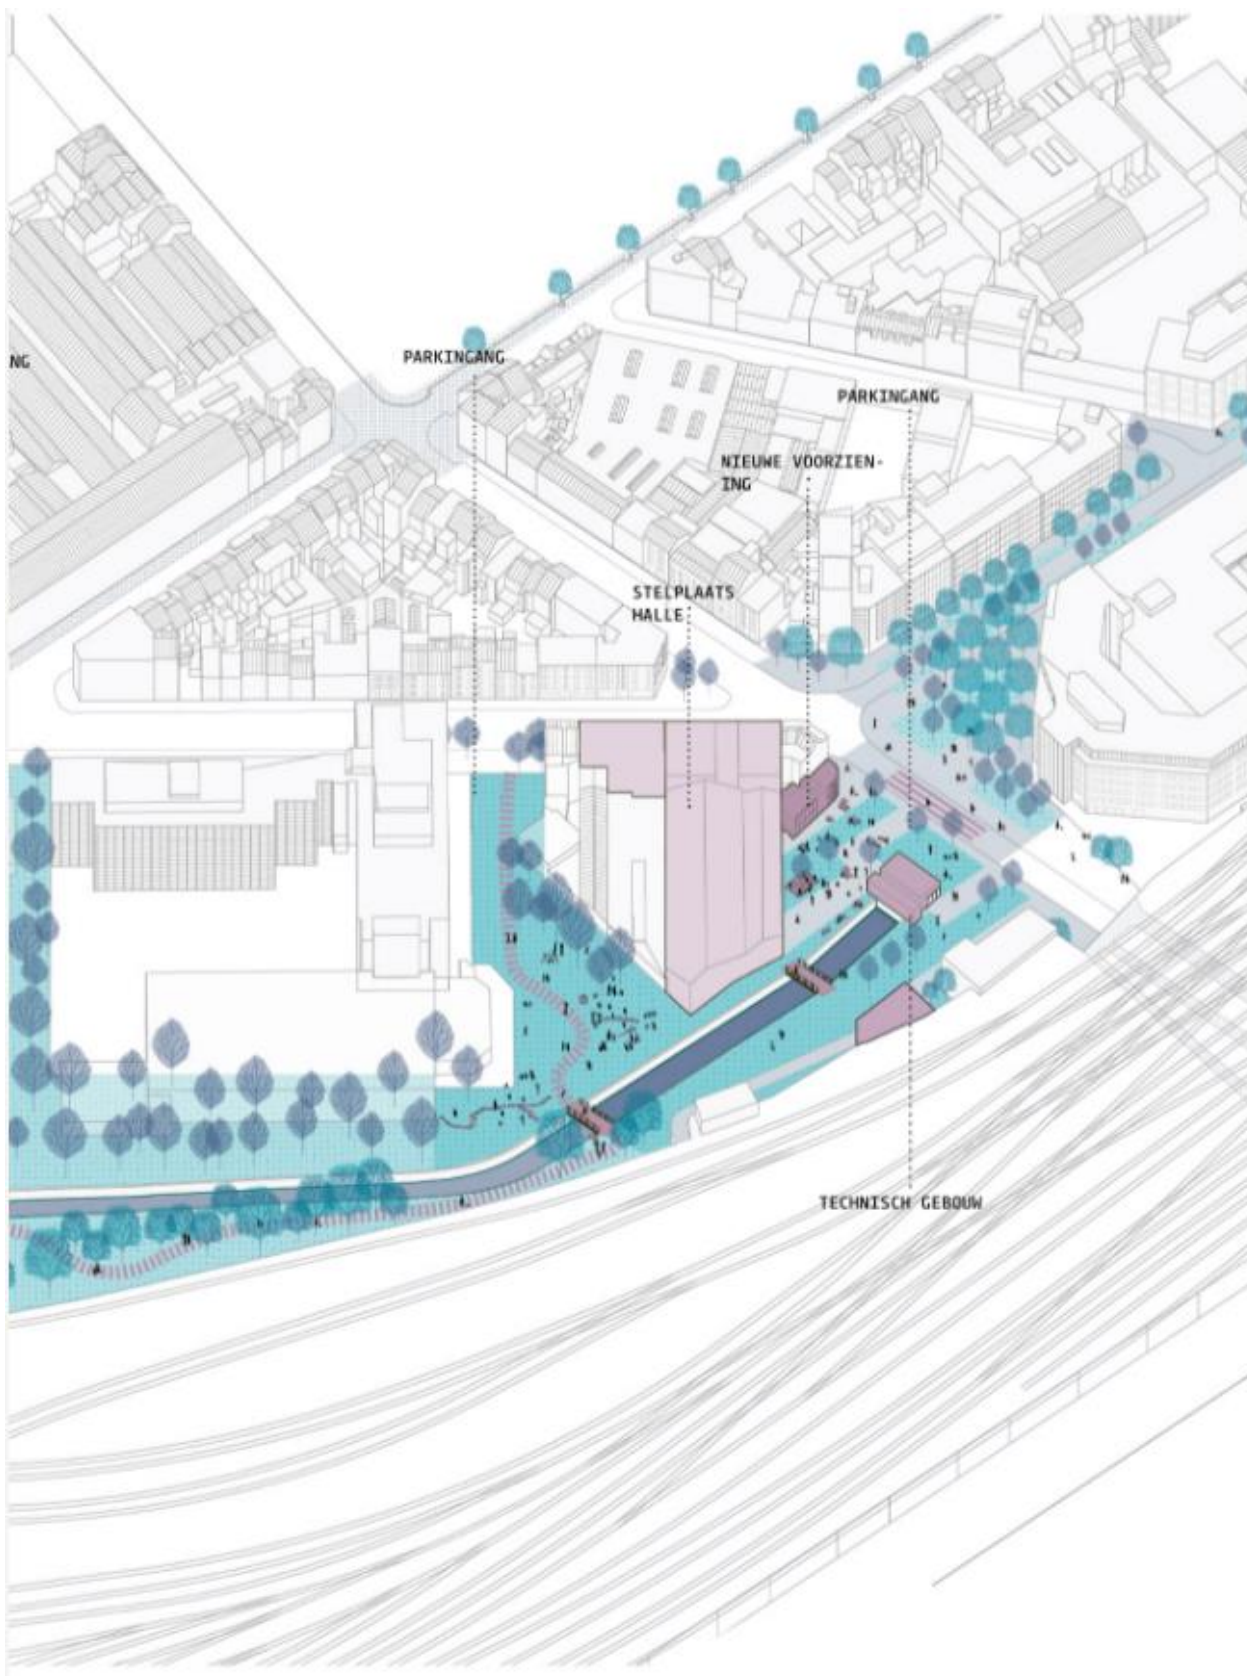 PARKINGANG
NG
PARKINGANG
NIEUWE VOORZIEN-
ING
STELPLAATS
HALLE
TECHNISCH GEBOUW